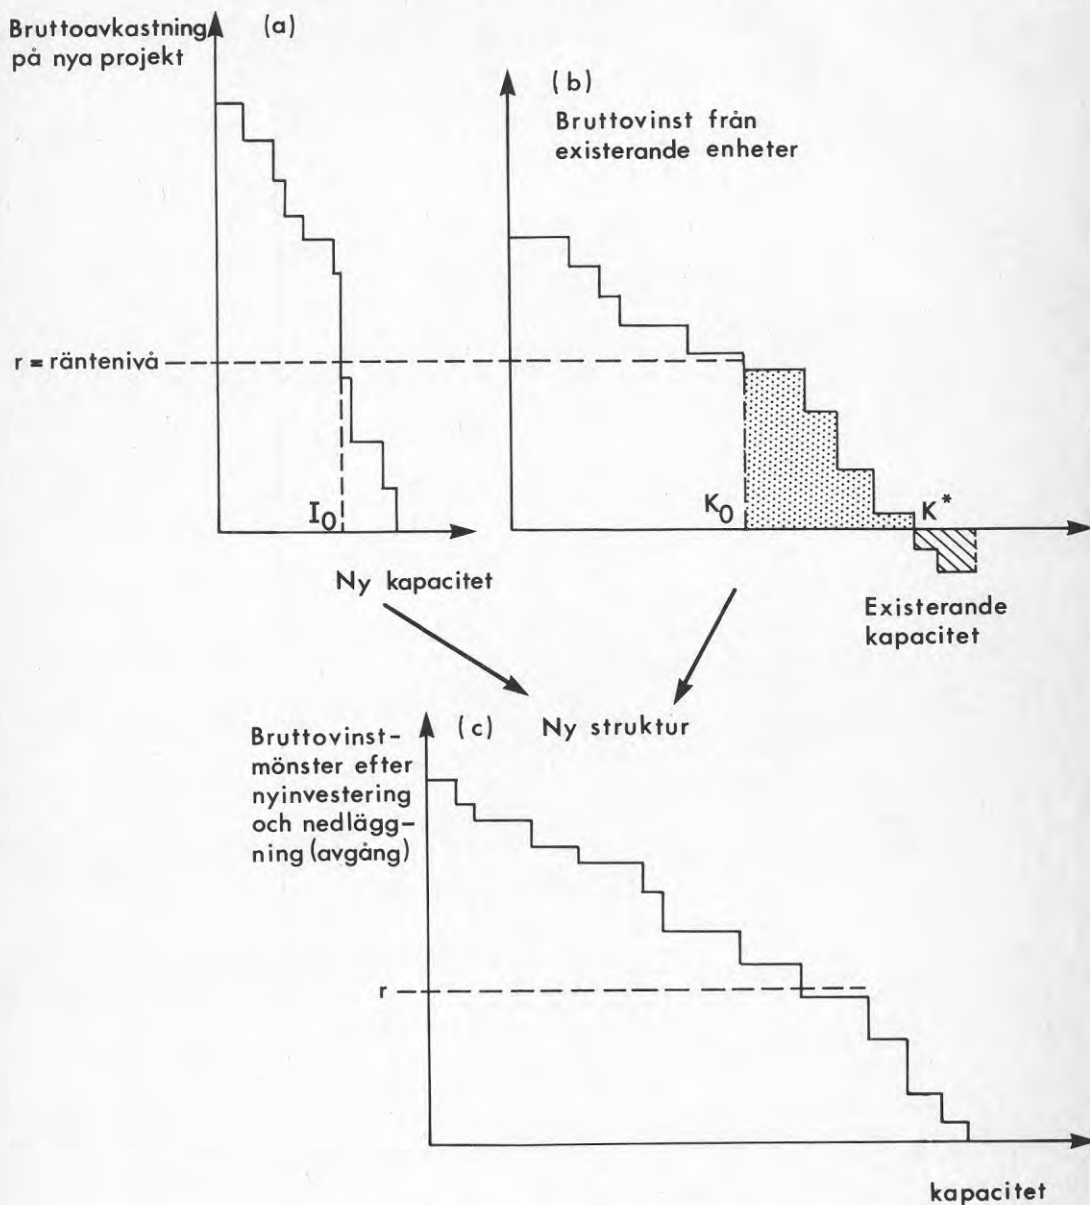 Bruttoavkastning
på nya projekt
(a)
(b)
Bruttovinst från
existerande enheter
r = räntenivå
I0
K0
K*
Ny kapacitet
Existerande
kapacitet
Ny struktur
(c)
Bruttovinst-
mönster efter
nyinvestering
och nedlägg-
ning (avgång)
r
kapacitet